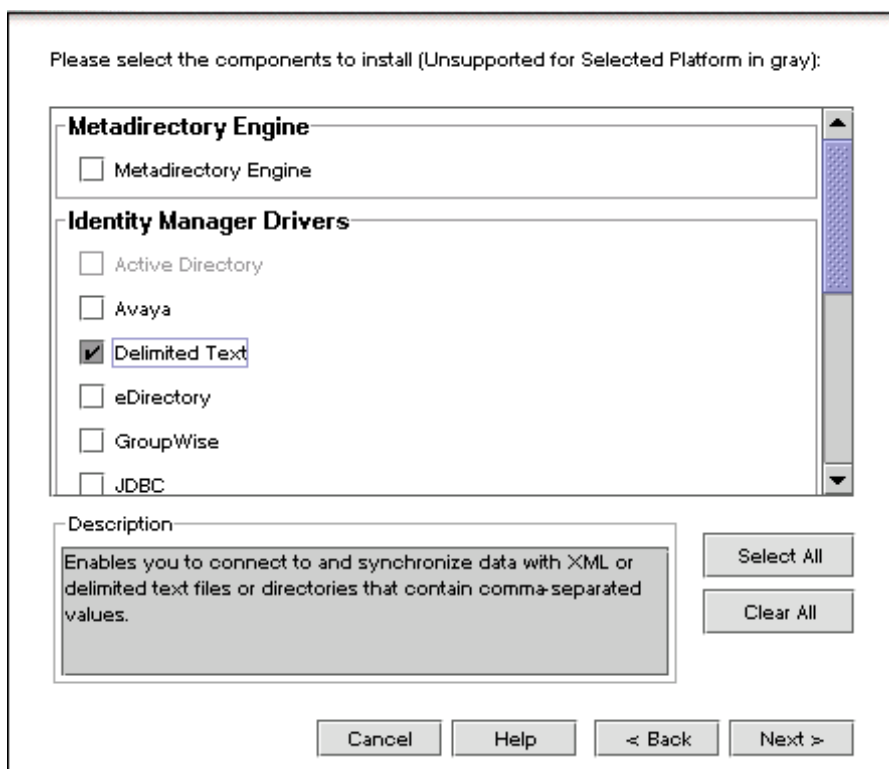 Please select the components to install (Unsupported for Selected Platform in gray):
Metadirectory Engine
Metadirectory Engine
Identity Manager Drivers
Active Directory
Avaya
Delimited Text
eDirectory
GroupWise
JDBC
Description
Enables you to connect to and synchronize data with XML or
delimited text files or directories that contain comma-separated
values.
Select All
Clear All
Cancel
Help
< Back
Next >